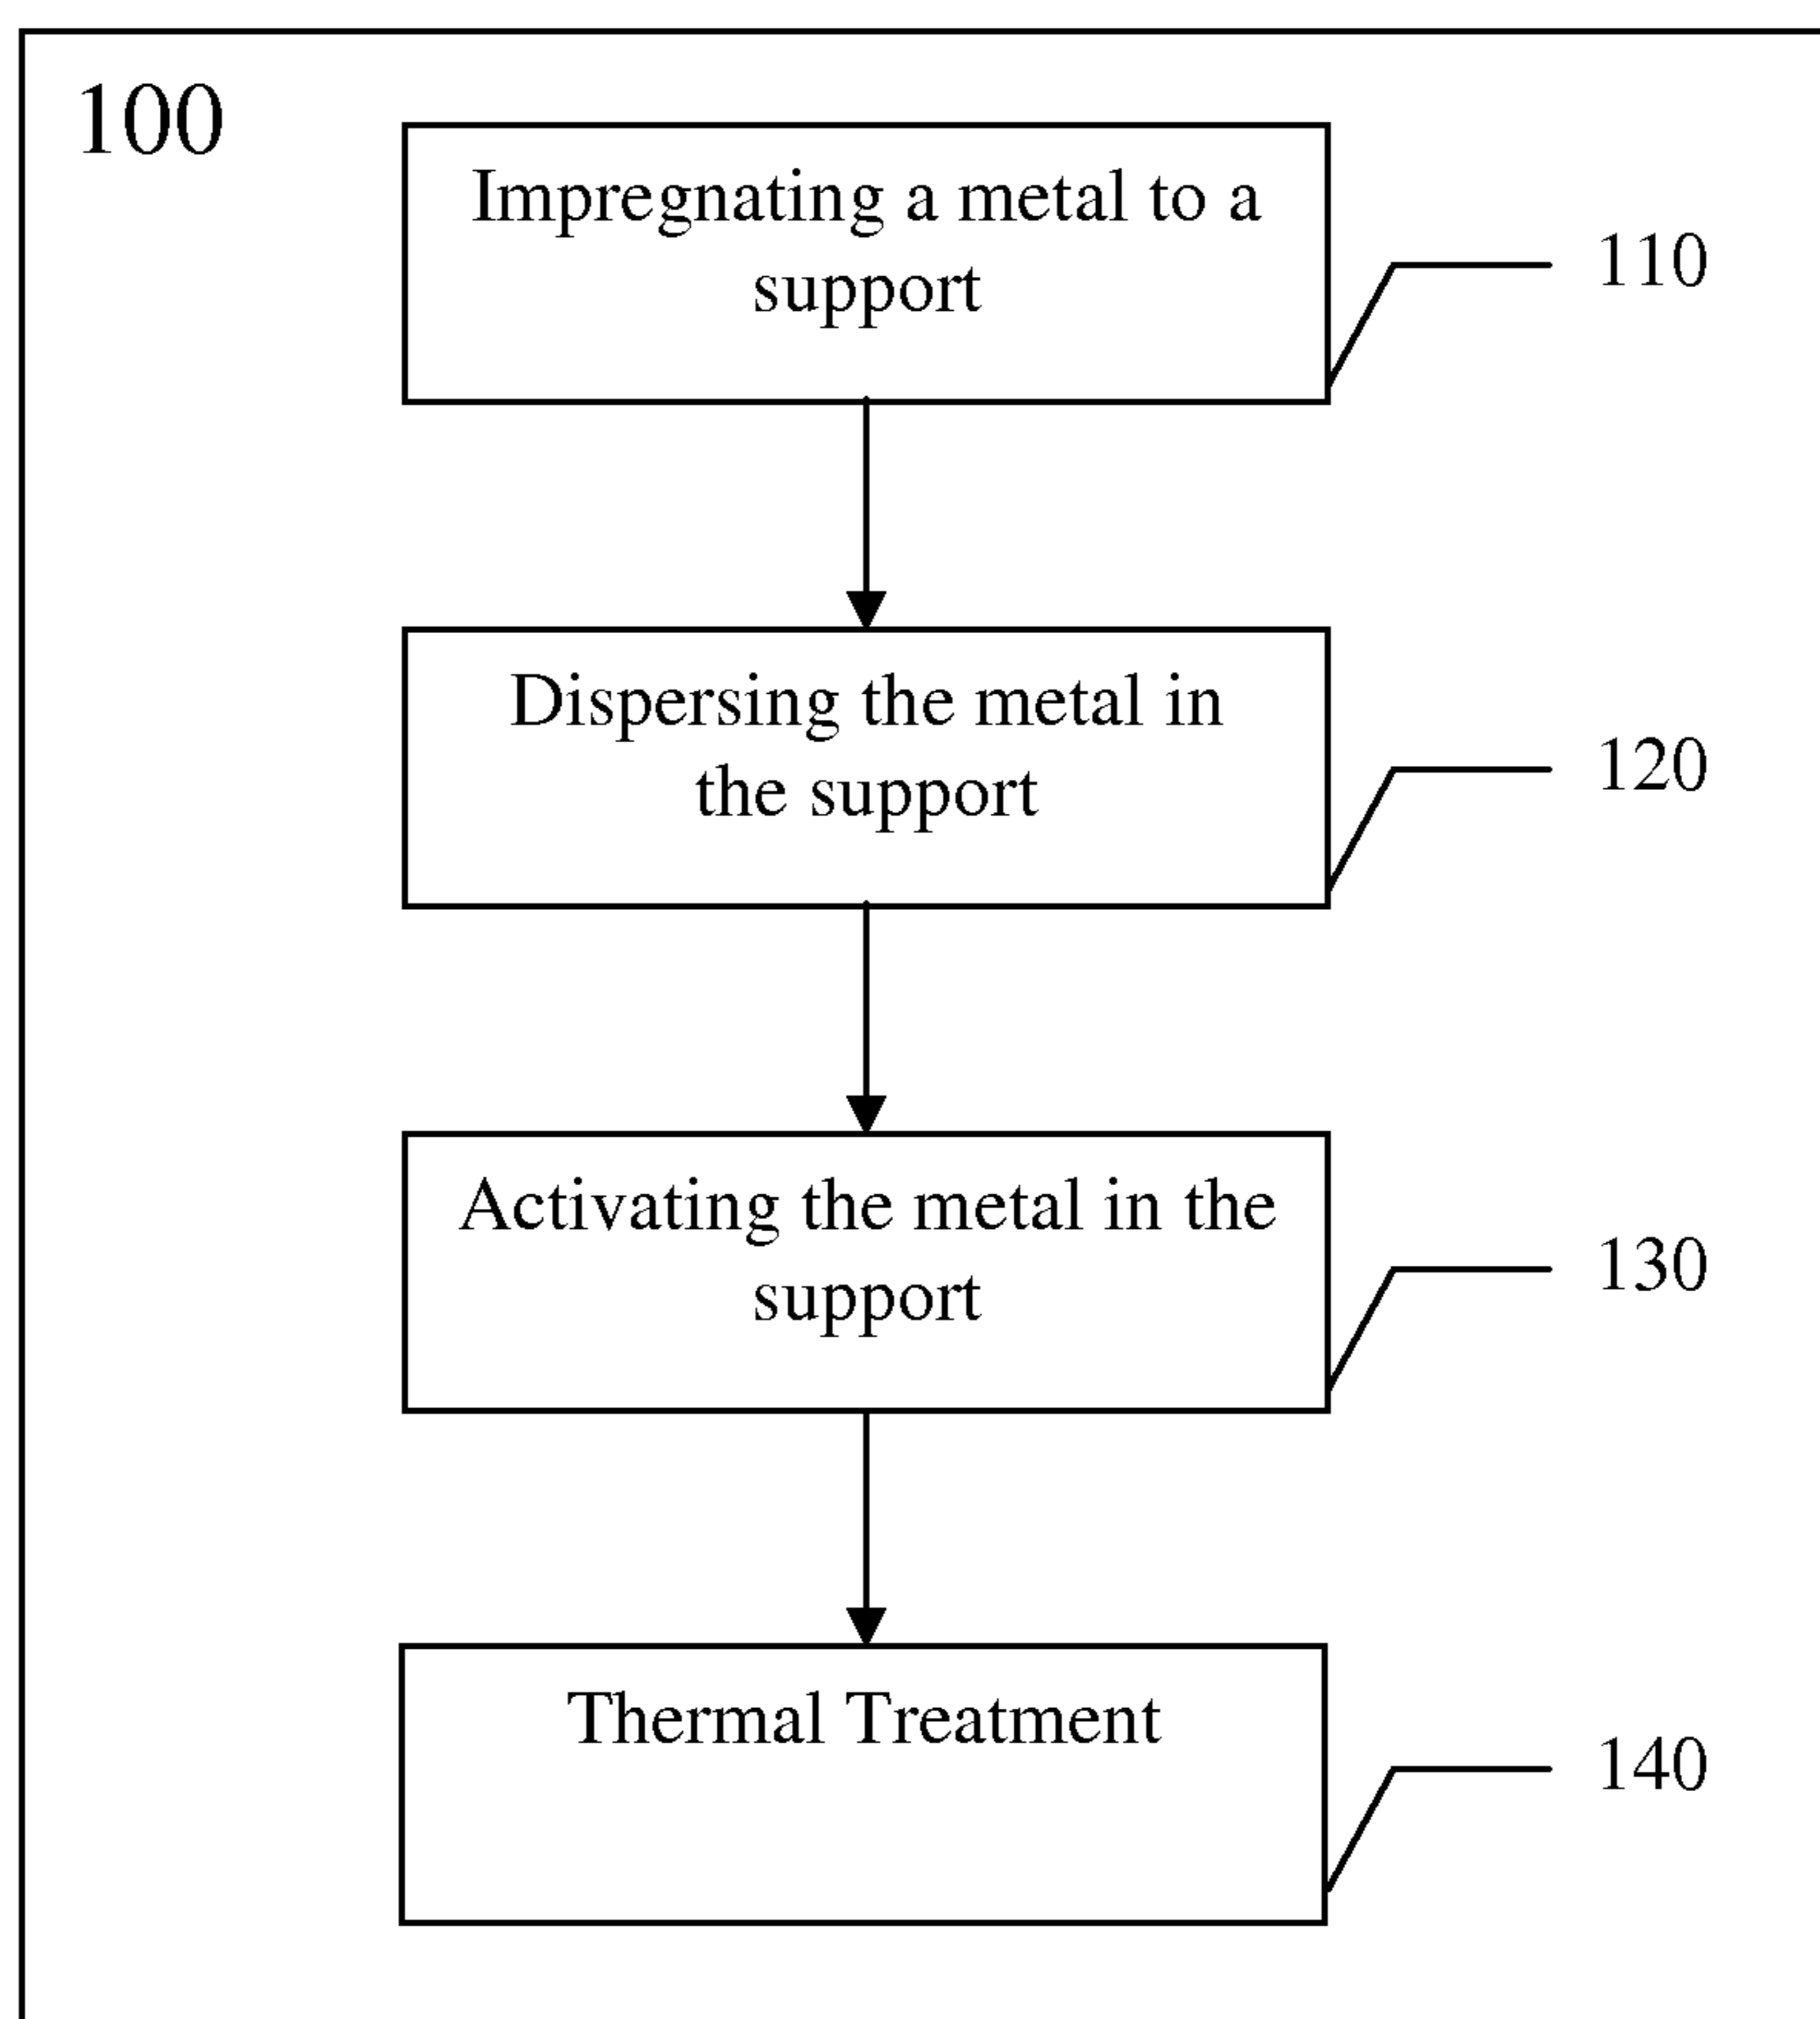 100
Impregnating a metal to a
support
110
Dispersing the metal in
the support
120
Activating the metal in the
support
130
Thermal Treatment
140